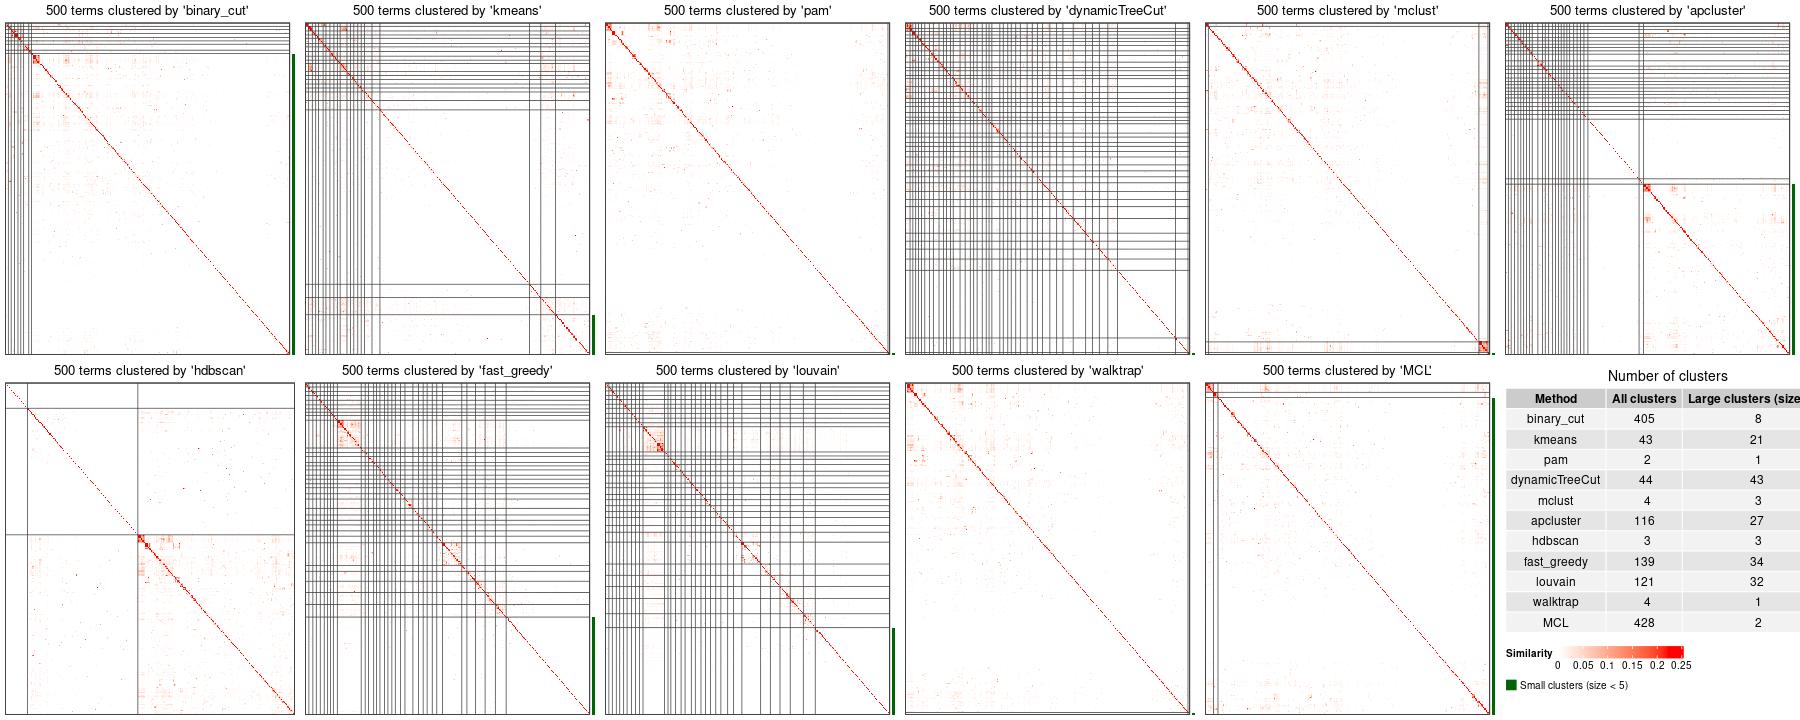 500 terms clustered by 'binary_cut'
500 terms clustered by 'kmeans'
500 terms clustered by 'pam'
500 terms clustered by 'dynamicTreeCut'
500 terms clustered by 'mclust'
500 terms clustered by 'apcluster'
500 terms clustered by 'hdbscan'
500 terms clustered by 'fast_greedy'
500 terms clustered by 'louvain'
500 terms clustered by 'walktrap'
500 terms clustered by 'MCL'
Number of clusters
Method All clusters Large clusters (size
binary_cut 405 8
kmeans 43 21
pam 2 1
dynamicTreeCut 44 43
mclust 4 3
apcluster 116 27
hdbscan 3 3
fast_greedy 139 34
louvain 121 32
walktrap 4 1
MCL 428 2
Similarity
0 0.05 0.1 0.15 0.2 0.25
Small clusters (size < 5)